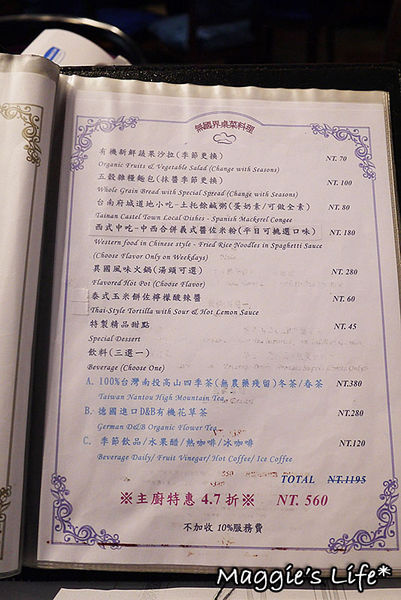 無國界桌菜料理
有機新鮮蔬果沙拉(季節更換) NT. 70
Organic Fruits & Vegetable Salad (Change with Seasons)
五穀雜糧麵包(抹醬季節更換) NT. 100
Whole Grain Bread with Special Spread (Change with Seasons)
台南府城道地小吃-土托餘鹹粥(蛋奶素/可做全素) NT. 80
Tainan Castel Town Local Dishes - Spanish Mackerel Congee
西式中吃-中西合併義式醬佐米粉(平日可挑選口味) NT. 180
Western food in Chinese style - Fried Rice Noodles in Spaghetti Sauce
(Choose Flavor Only on Weekdays)
異國風味火鍋(湯頭可選) NT. 280
Flavored Hot Pot (Choose Flavor)
泰式玉米餅佐檸檬酸辣醬 NT. 60
Thai-Style Tortilla with Sour & Hot Lemon Sauce
特製精品甜點 NT. 45
Special Dessert
飲料(三選一)
Beverage (Choose One)
A. 100%台灣南投高山四季茶(無農藥殘留)冬茶/春茶 NT.380
Taiwan Nantou High Mountain Tea
B. 德國進口D&B有機花草茶 NT.280
German D&B Organic Flower Tea
C. 季節飲品/水果醋/熱咖啡/冰咖啡 NT.120
Beverage Daily/ Fruit Vinegar/ Hot Coffee/ Ice Coffee
TOTAL NT.1195
※主廚特惠 4.7 折※ NT. 560
不加收 10%服務費
Maggie's Life*